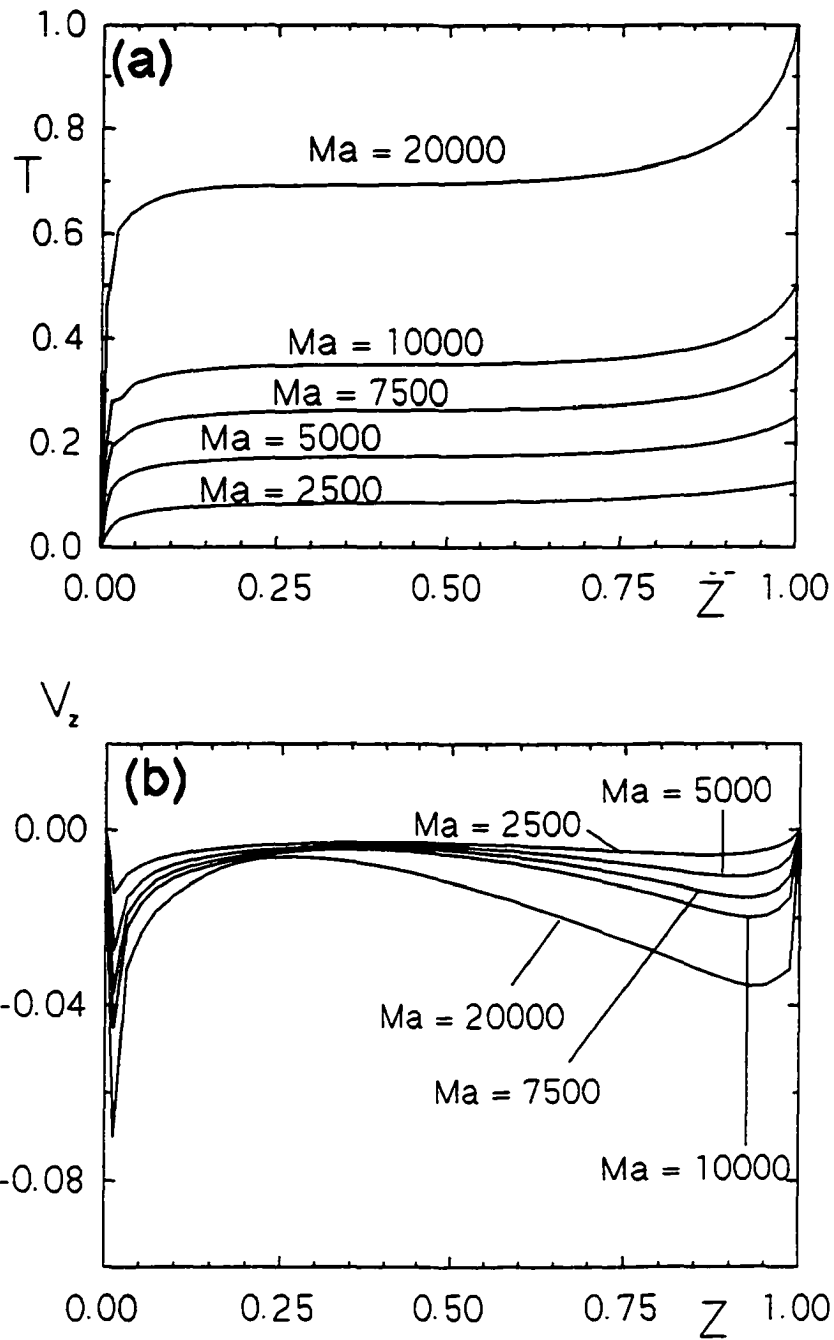 1.0
(a)
0.8
Ma = 20000
T
0.6
0.4
Ma = 10000
Ma = 7500
0.2
Ma = 5000
Ma = 2500
0.0
0.00 0.25 0.50 0.75 Z 1.00
Vz
(b)
Ma = 5000
0.00
Ma = 2500
-0.04
Ma = 20000
Ma = 7500
Ma = 10000
-0.08
0.00 0.25 0.50 0.75 Z 1.00